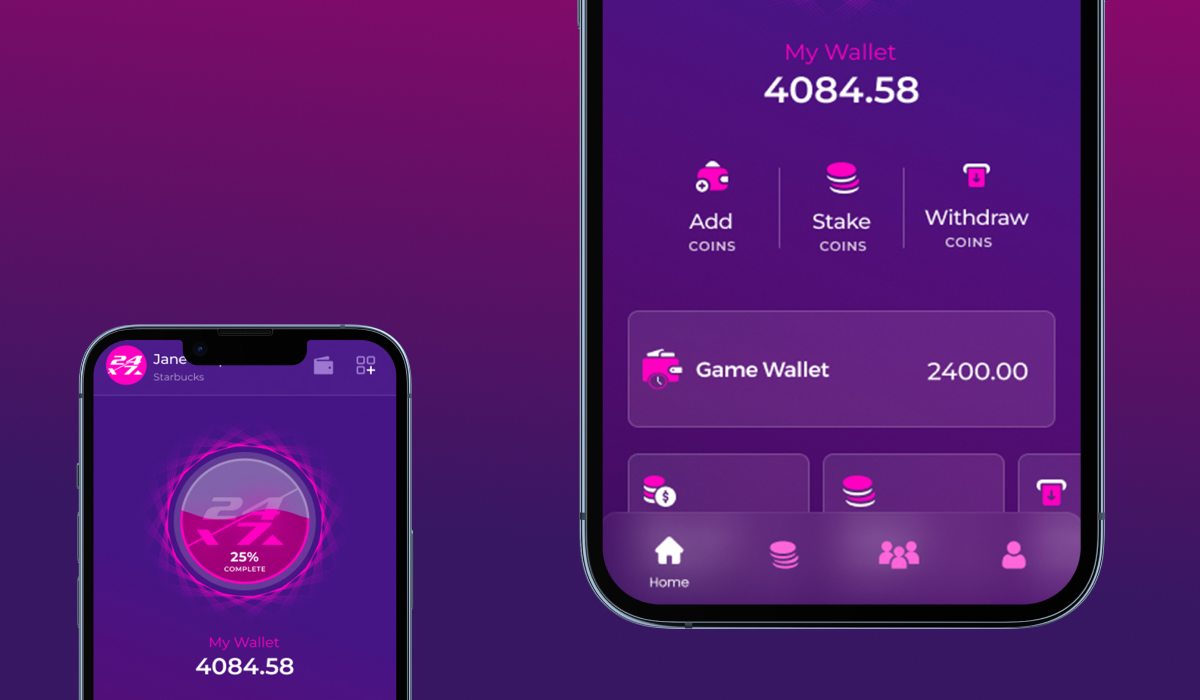 My Wallet
4084.58
Add
COINS
Stake
COINS
Withdraw
COINS
Game Wallet
2400.00
Home
24
x7
Jane
Starbucks
24
x7
25%
COMPLETE
My Wallet
4084.58